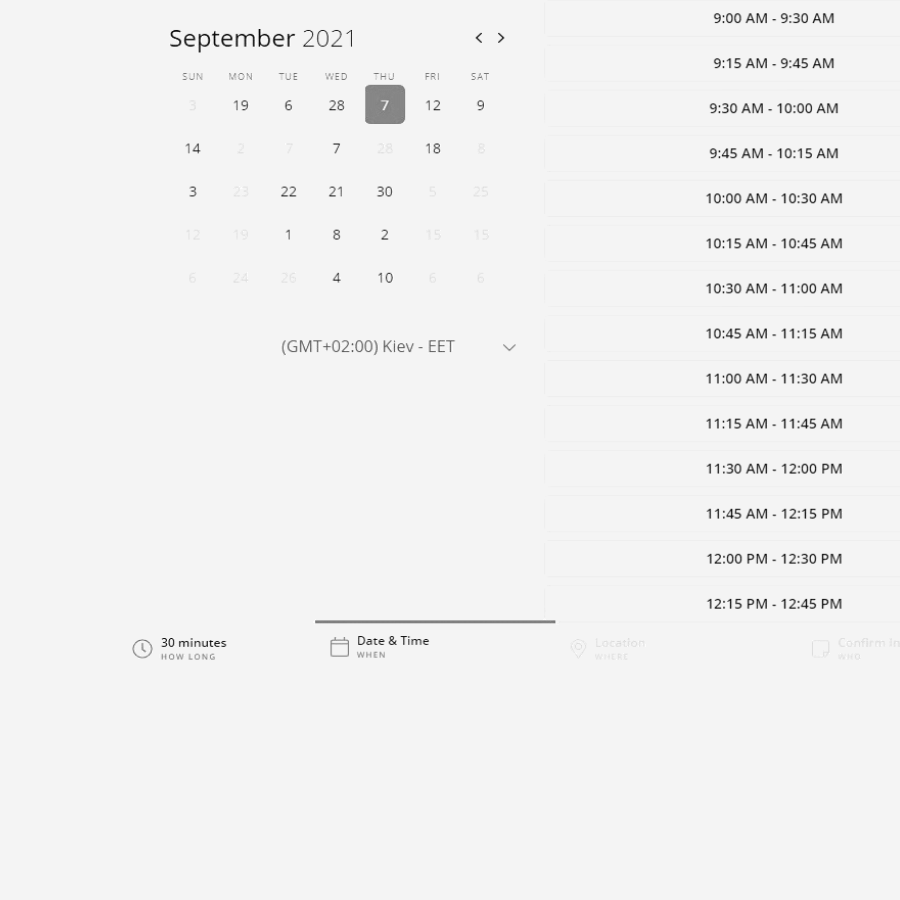 September 2021
SUN MON TUE WED THU FRI SAT
3 19 6 28 7 12 9
14 2 7 7 28 18 8
3 23 22 21 30 5 25
12 19 1 8 2 15 15
6 24 26 4 10 6 6
(GMT+02:00) Kiev - EET
9:00 AM - 9:30 AM
9:15 AM - 9:45 AM
9:30 AM - 10:00 AM
9:45 AM - 10:15 AM
10:00 AM - 10:30 AM
10:15 AM - 10:45 AM
10:30 AM - 11:00 AM
10:45 AM - 11:15 AM
11:00 AM - 11:30 AM
11:15 AM - 11:45 AM
11:30 AM - 12:00 PM
11:45 AM - 12:15 PM
12:00 PM - 12:30 PM
12:15 PM - 12:45 PM
30 minutes
HOW LONG
Date & Time
WHEN
Location
WHERE
Confirm In
WHO